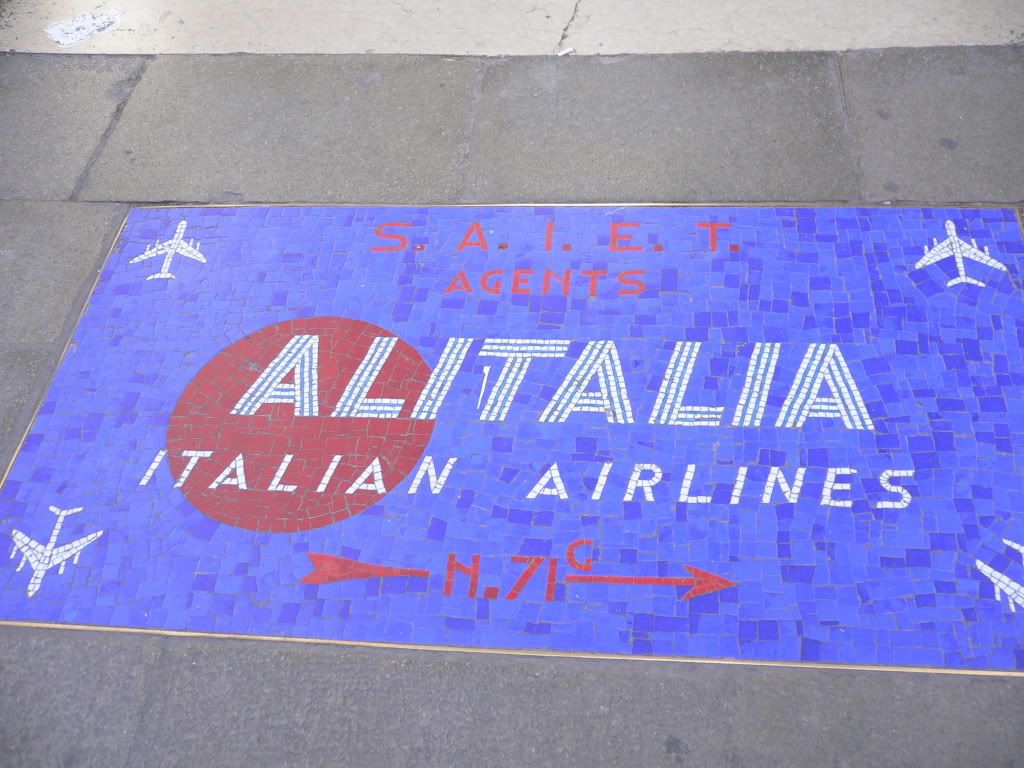 S. A. I. E. T.
AGENTS
ALITALIA
ITALIAN AIRLINES
N.71c